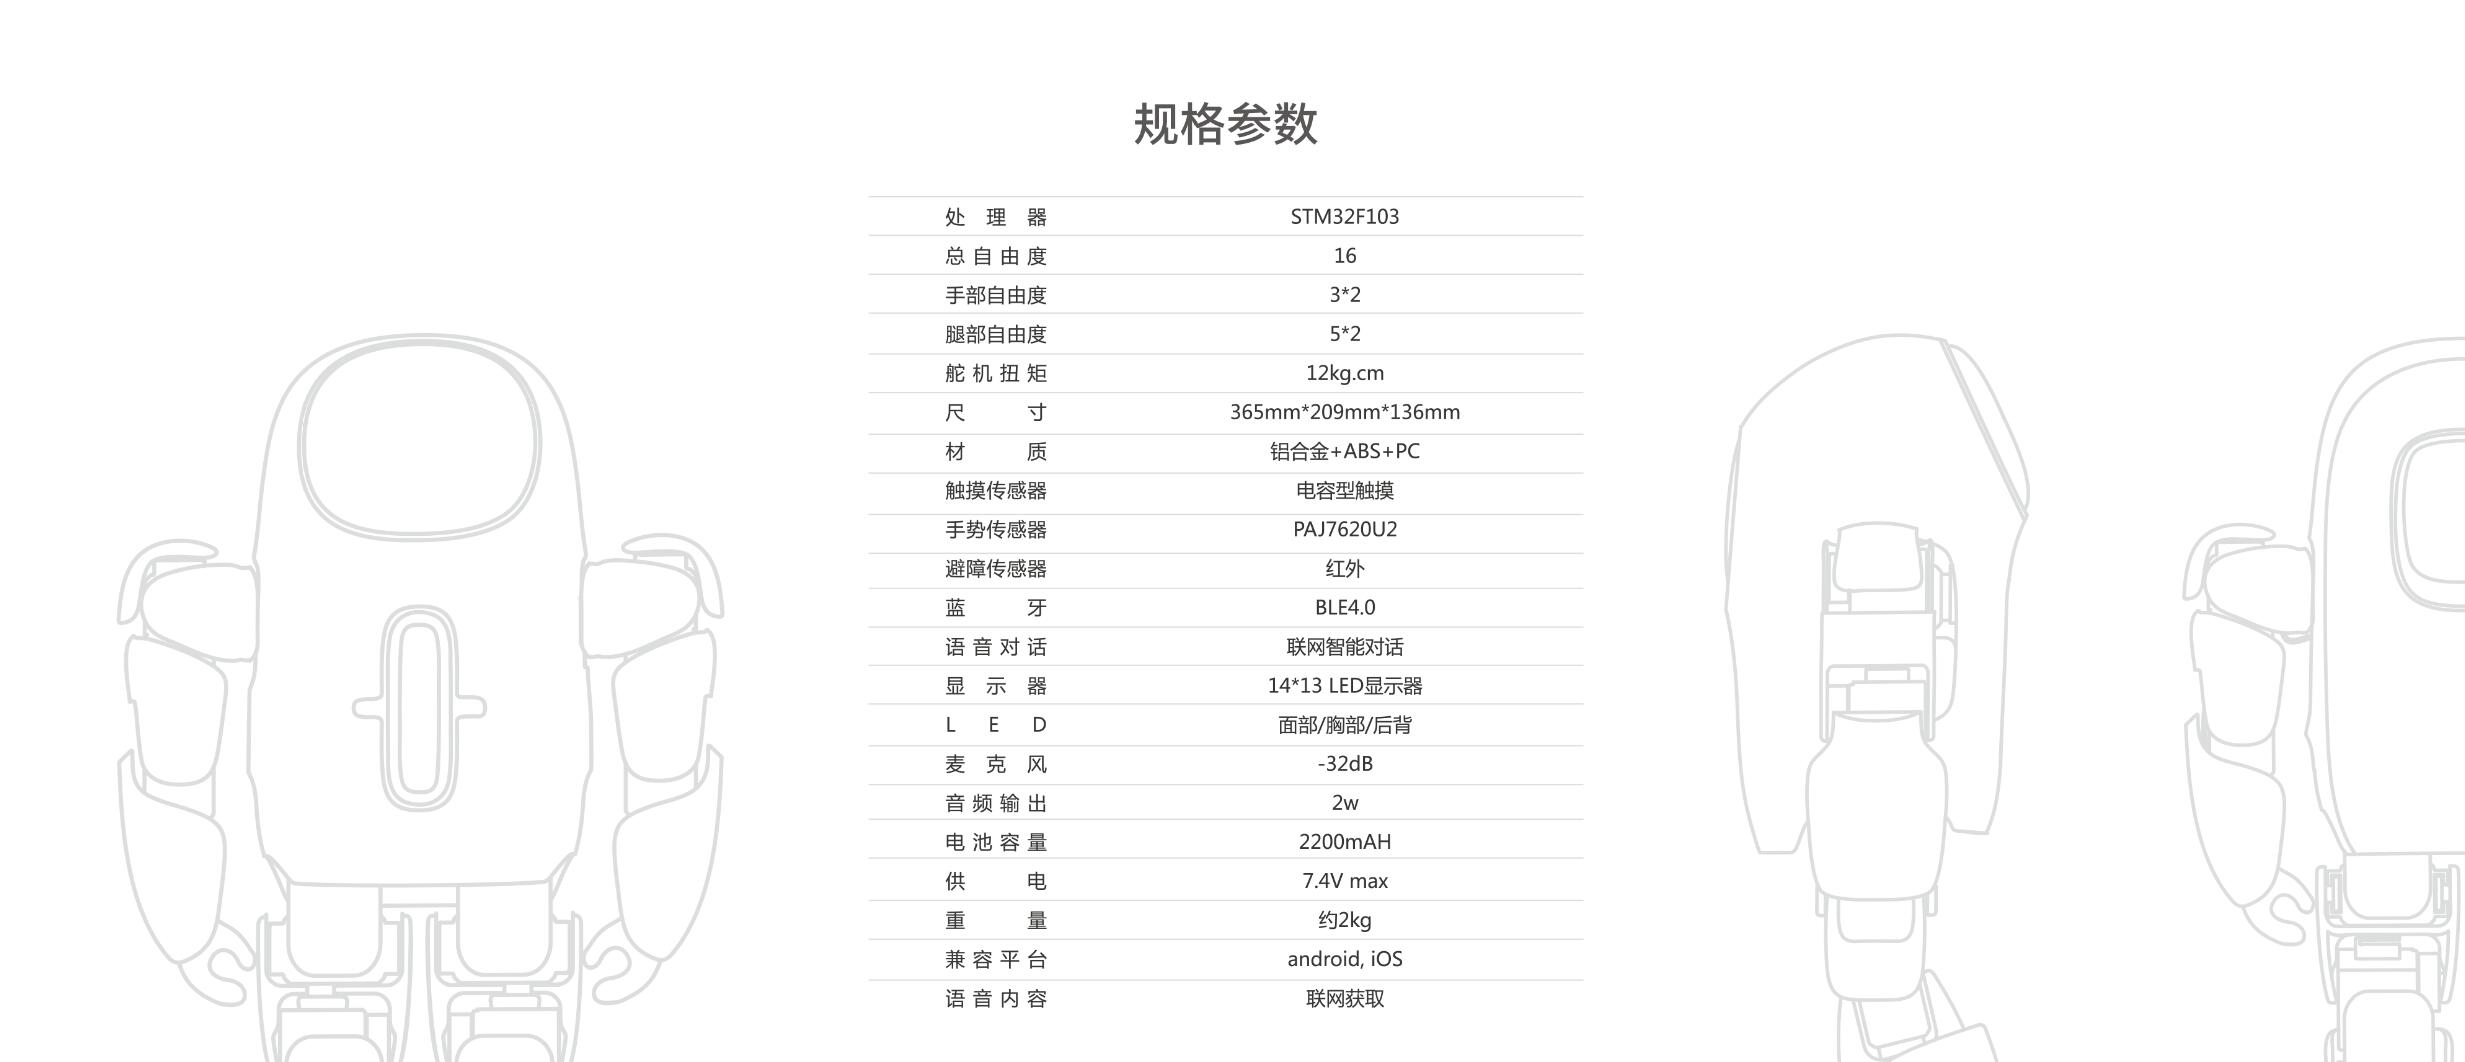 规格参数
处理器 STM32F103
总自由度 16
手部自由度 3*2
腿部自由度 5*2
舵机扭矩 12kg.cm
尺寸 365mm*209mm*136mm
材质 铝合金+ABS+PC
触摸传感器 电容型触摸
手势传感器 PAJ7620U2
避障传感器 红外
蓝牙 BLE4.0
语音对话 联网智能对话
显示器 14*13 LED显示器
LED 面部/胸部/后背
麦克风 -32dB
音频输出 2w
电池容量 2200mAH
供电 7.4V max
重量 约2kg
兼容平台 android, iOS
语音内容 联网获取